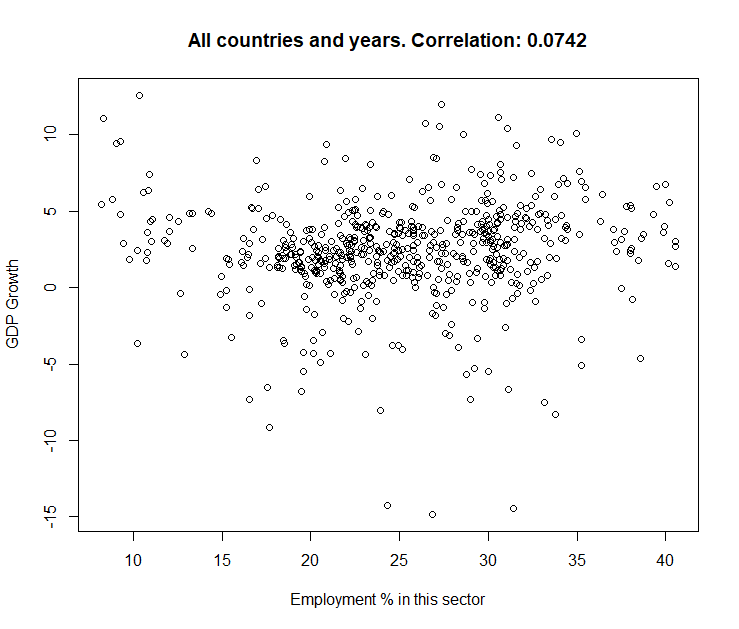 All countries and years. Correlation: 0.0742
GDP Growth
10
5
0
-5
-10
-15
10 15 20 25 30 35 40
Employment % in this sector